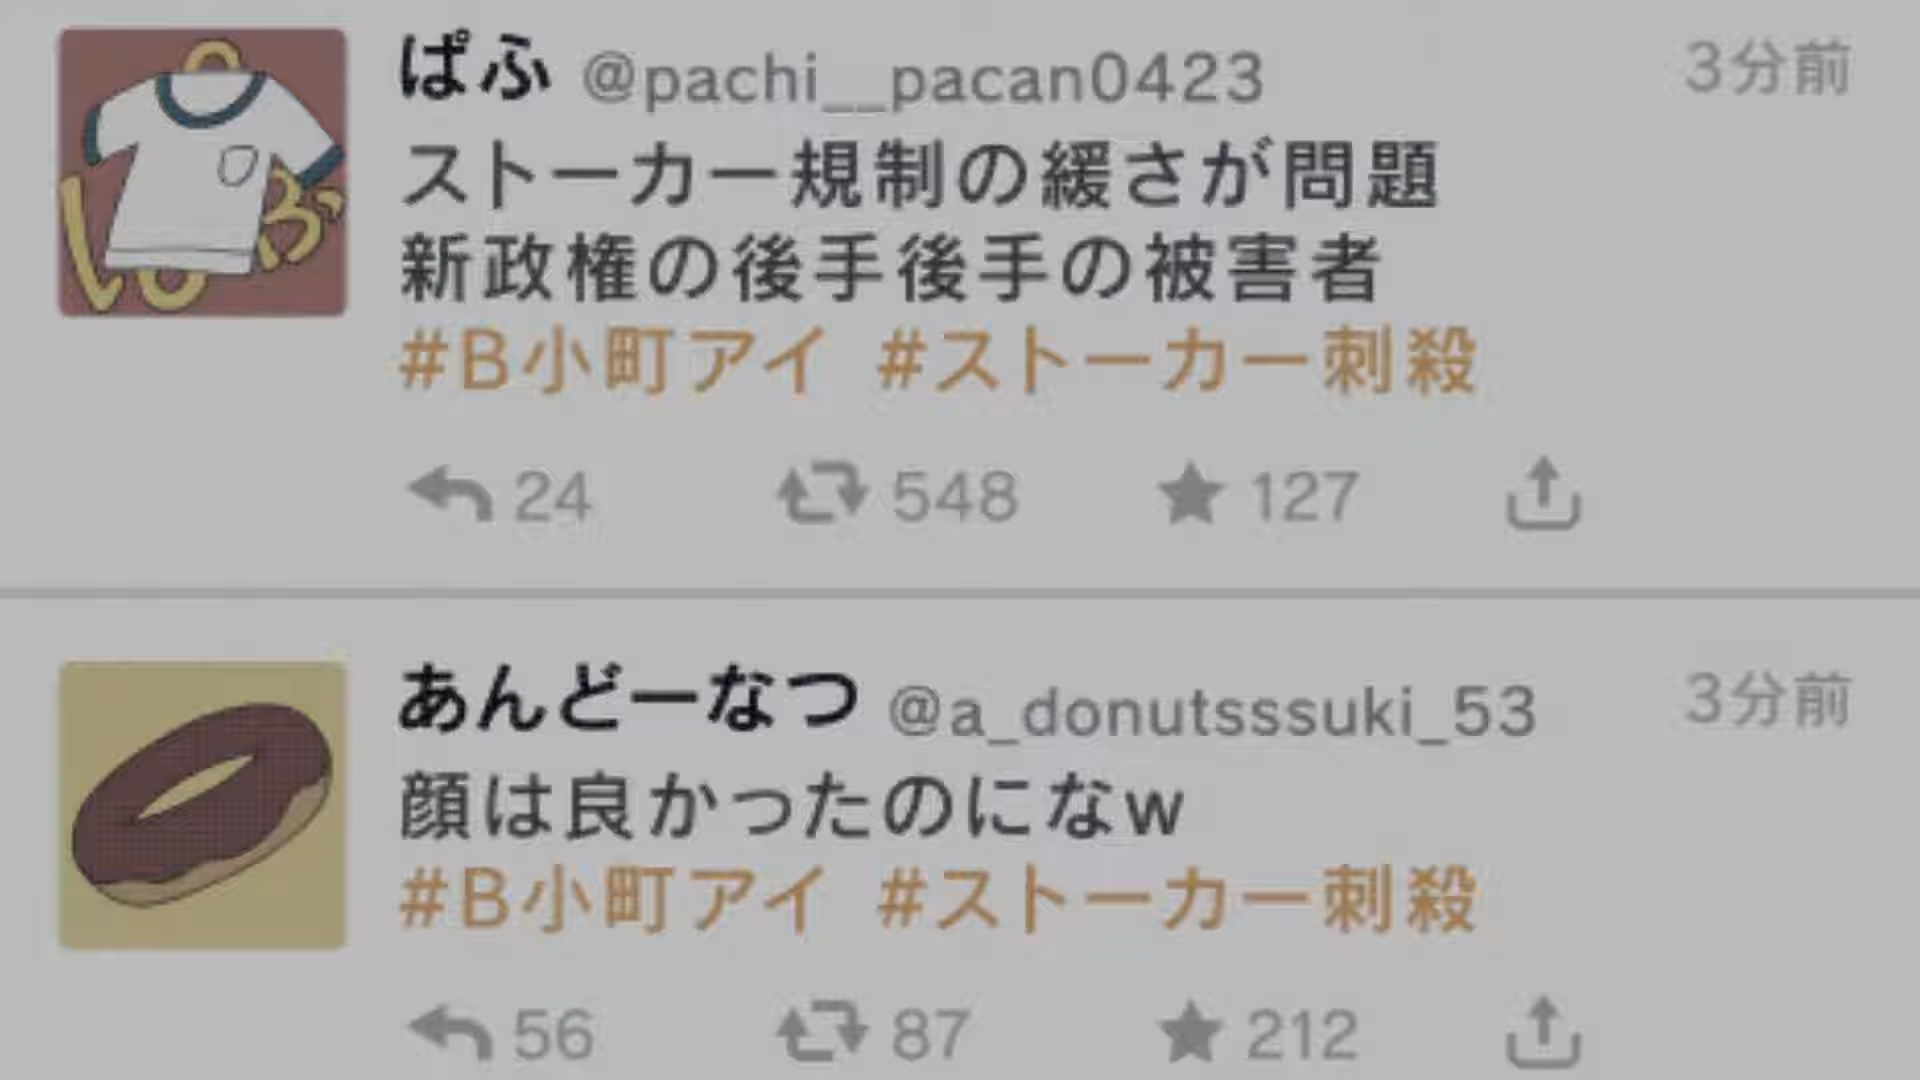 ぱふ @pachi__pacan0423 3分前
ストーカー規制の緩さが問題
新政権の後手後手の被害者
#B小町アイ #ストーカー刺殺
24 548 127
あんどーなつ @a_donutsssuki_53 3分前
顔は良かったのになw
#B小町アイ #ストーカー刺殺
56 87 212